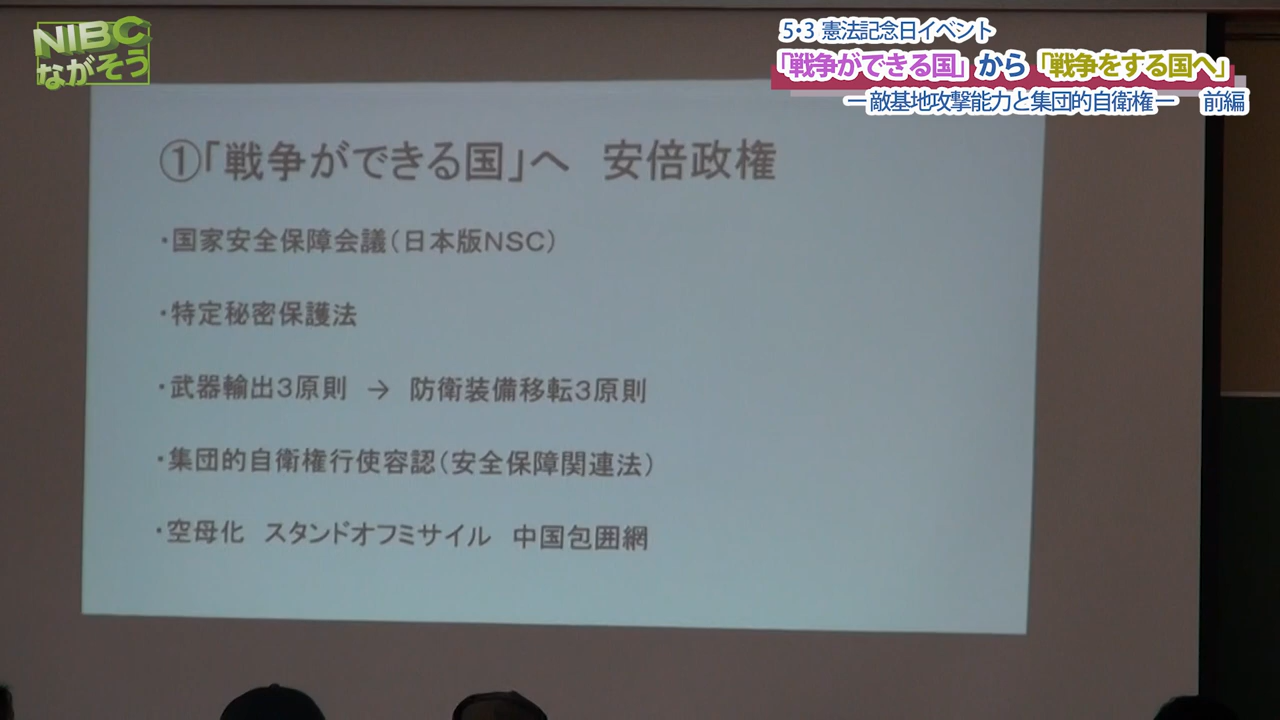 NIBC
ながそう
5・3 憲法記念日イベント
「戦争ができる国」から「戦争をする国へ」
ー敵基地攻撃能力と集団的自衛権ー　前編
①「戦争ができる国」へ　安倍政権
・国家安全保障会議（日本版NSC）
・特定秘密保護法
・武器輸出３原則　→　防衛装備移転３原則
・集団的自衛権行使容認（安全保障関連法）
・空母化　スタンドオフミサイル　中国包囲網